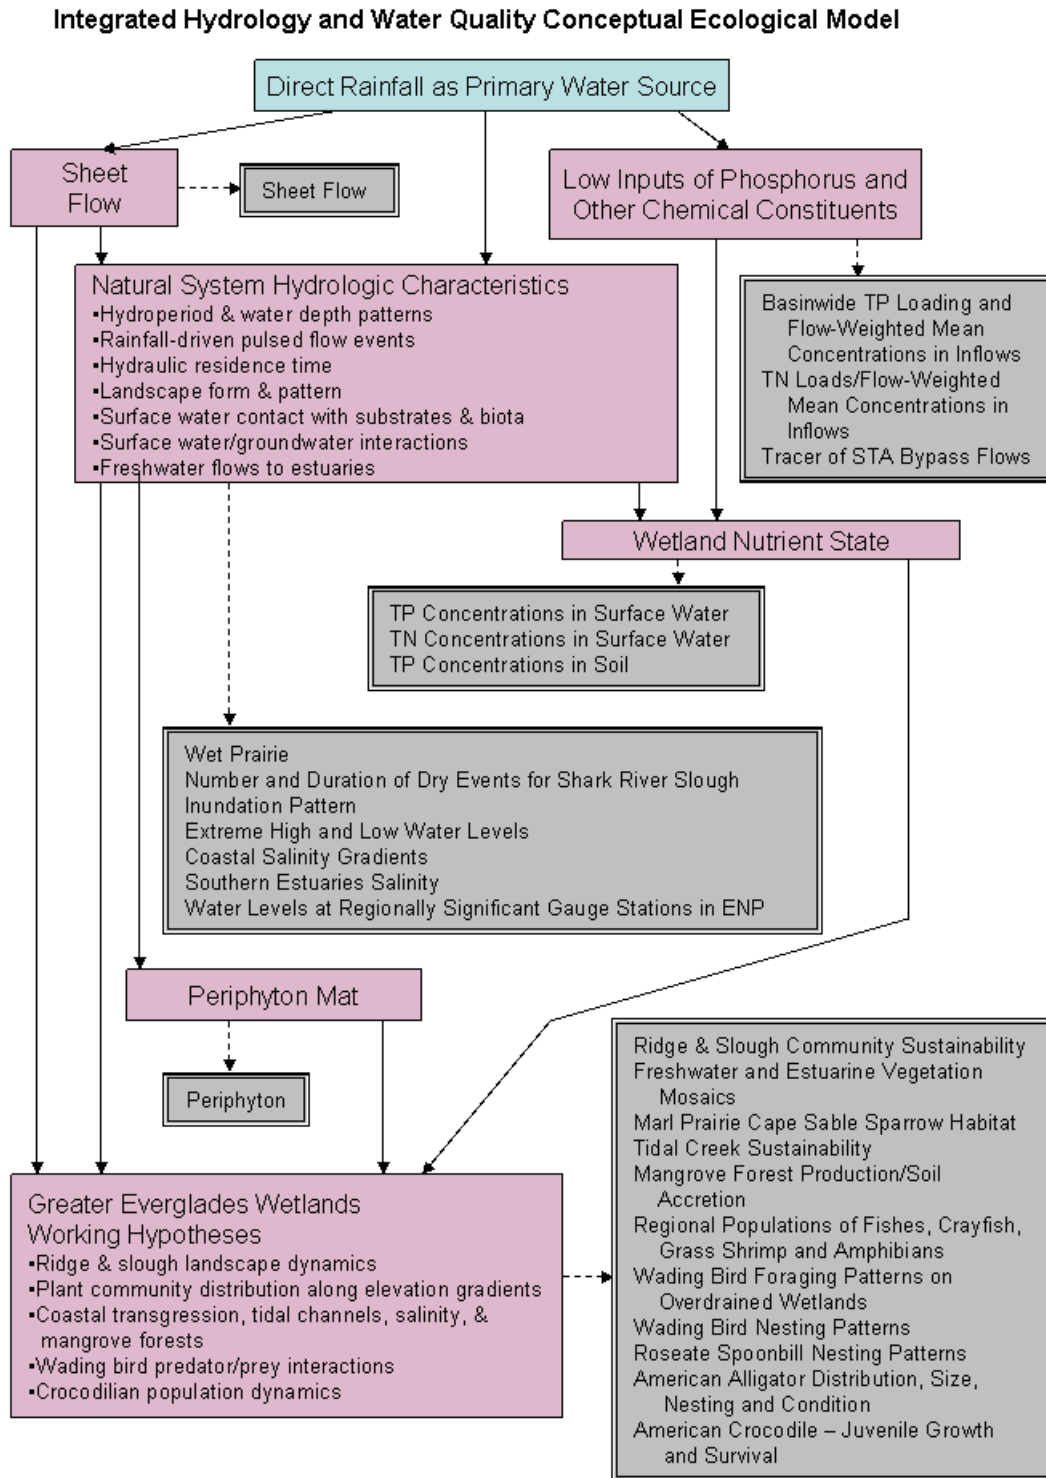 Integrated Hydrology and Water Quality Conceptual Ecological Model
Direct Rainfall as Primary Water Source
Sheet
Flow
Sheet Flow
Low Inputs of Phosphorus and
Other Chemical Constituents
Natural System Hydrologic Characteristics
▪Hydroperiod & water depth patterns
▪Rainfall-driven pulsed flow events
▪Hydraulic residence time
▪Landscape form & pattern
▪Surface water contact with substrates & biota
▪Surface water/groundwater interactions
▪Freshwater flows to estuaries
Basinwide TP Loading and
Flow-Weighted Mean
Concentrations in Inflows
TN Loads/Flow-Weighted
Mean Concentrations in
Inflows
Tracer of STA Bypass Flows
Wetland Nutrient State
TP Concentrations in Surface Water
TN Concentrations in Surface Water
TP Concentrations in Soil
Wet Prairie
Number and Duration of Dry Events for Shark River Slough
Inundation Pattern
Extreme High and Low Water Levels
Coastal Salinity Gradients
Southern Estuaries Salinity
Water Levels at Regionally Significant Gauge Stations in ENP
Periphyton Mat
Periphyton
Greater Everglades Wetlands
Working Hypotheses
▪Ridge & slough landscape dynamics
▪Plant community distribution along elevation gradients
▪Coastal transgression, tidal channels, salinity, &
mangrove forests
▪Wading bird predator/prey interactions
▪Crocodilian population dynamics
Ridge & Slough Community Sustainability
Freshwater and Estuarine Vegetation
Mosaics
Marl Prairie Cape Sable Sparrow Habitat
Tidal Creek Sustainability
Mangrove Forest Production/Soil
Accretion
Regional Populations of Fishes, Crayfish,
Grass Shrimp and Amphibians
Wading Bird Foraging Patterns on
Overdrained Wetlands
Wading Bird Nesting Patterns
Roseate Spoonbill Nesting Patterns
American Alligator Distribution, Size,
Nesting and Condition
American Crocodile – Juvenile Growth
and Survival